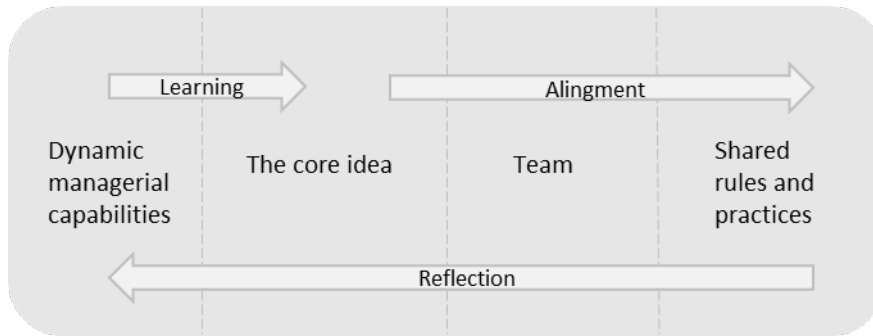 Learning
Alingment
Dynamic
managerial
capabilities
The core idea
Team
Shared
rules and
practices
Reflection